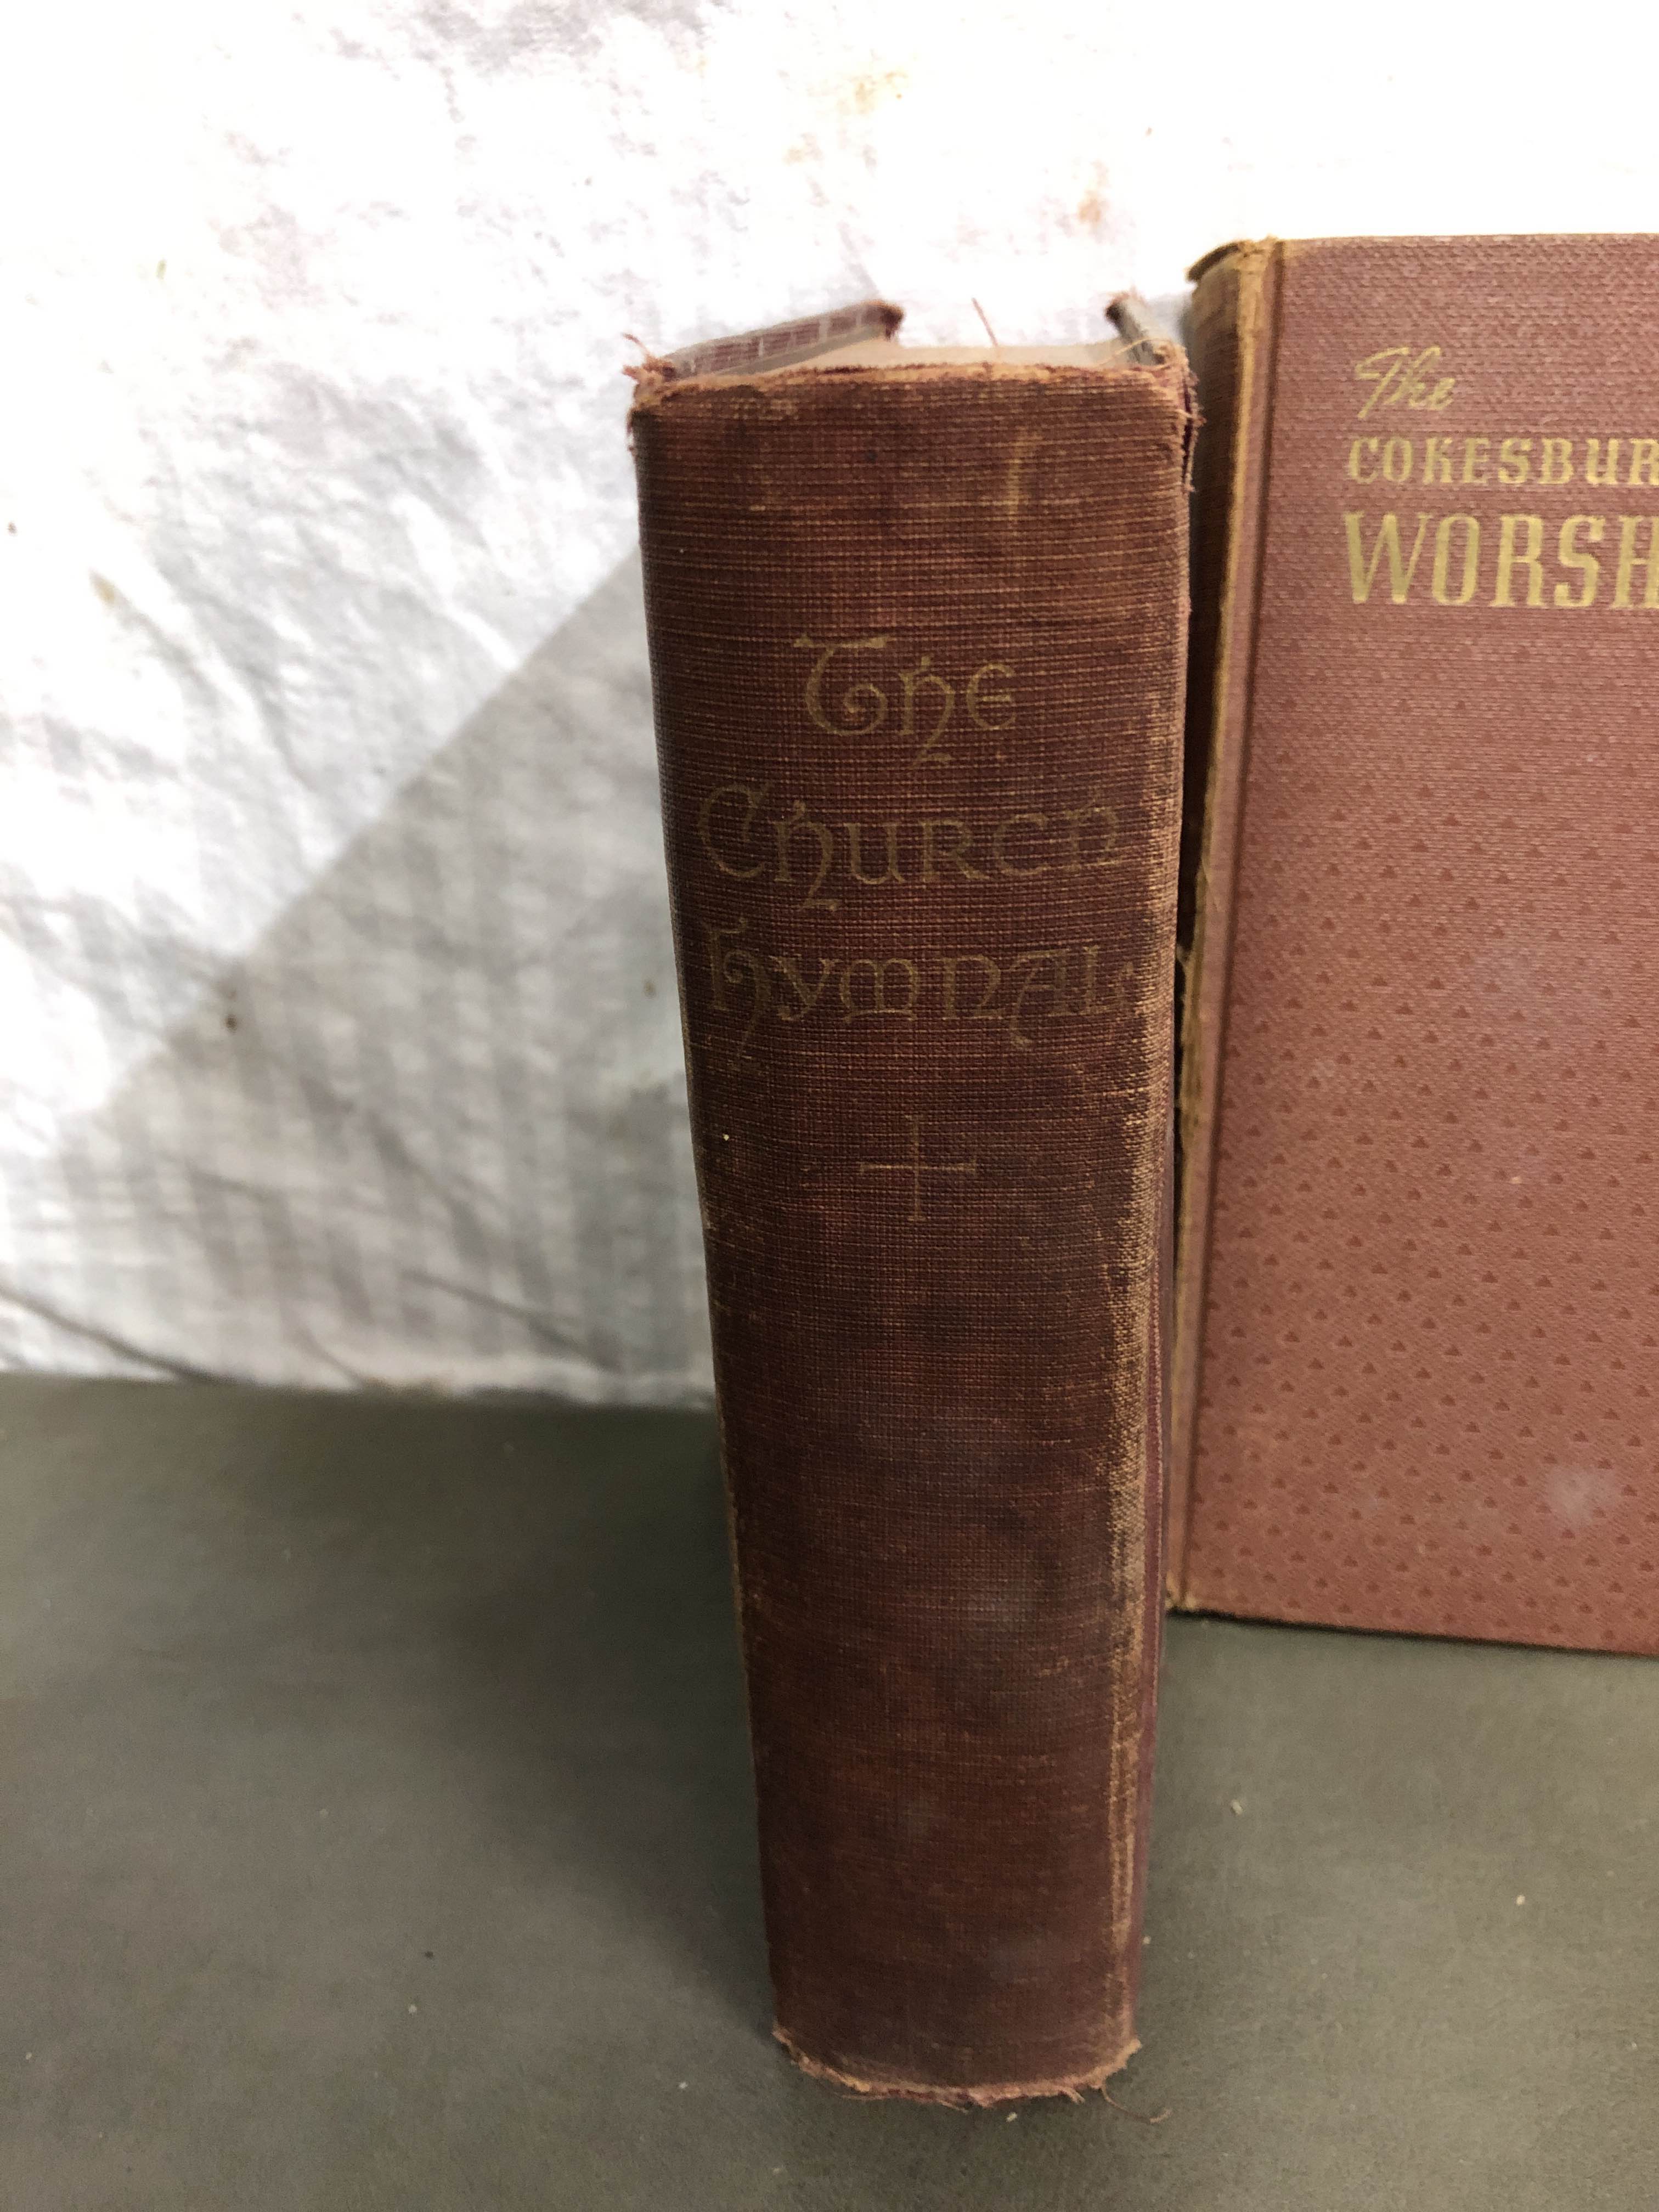 The
Church
Hymnal
The
COKESBUR
WORSH